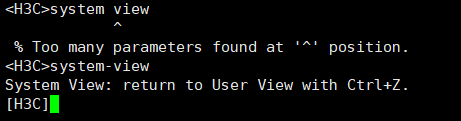 <H3C>system view
^
% Too many parameters found at '^' position.
<H3C>system-view
System View: return to User View with Ctrl+Z.
[H3C]